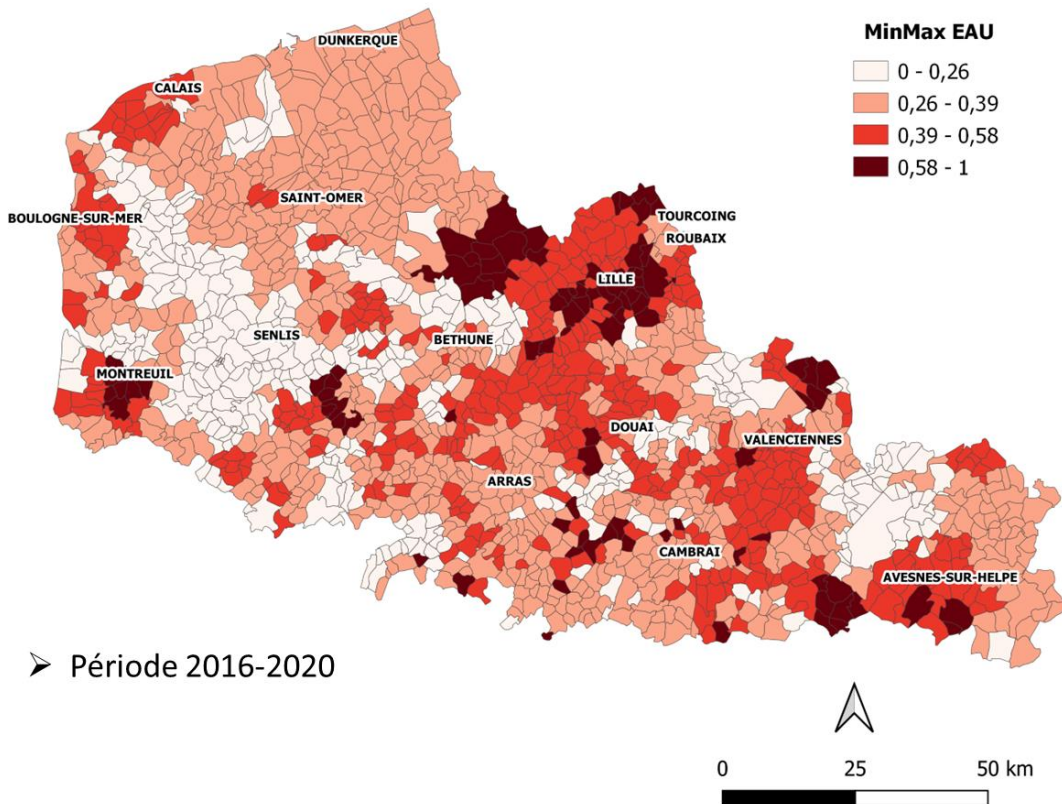 DUNKERQUE
MinMax EAU
0 - 0,26
CALAIS
0,26 - 0,39
0,39 - 0,58
0,58 - 1
SAINT-OMER
BOULOGNE-SUR-MER
TOURCOING
ROUBAIX
LILLE
SENLIS
BETHUNE
MONTREUIL
DOUAI
VALENCIENNES
ARRAS
CAMBRAI
AVESNES-SUR-HELPE
➢ Période 2016-2020
0 25 50 km